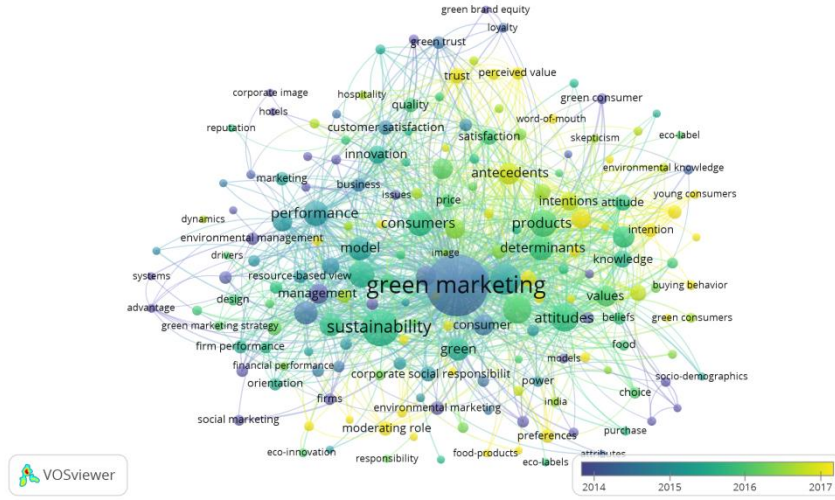 green brand equity
loyalty
green trust
trust
perceived value
corporate image
hospitality
quality
green consumer
hotels
word-of-mouth
reputation
customer satisfaction
satisfaction
skepticism
eco-label
innovation
environmental knowledge
marketing
antecedents
business
issues
price
intentions
attitude
young consumers
performance
dynamics
consumers
products
intention
environmental management
model
image
determinants
drivers
knowledge
systems
resource-based view
green marketing
buying behavior
management
design
values
advantage
attitudes
beliefs
green marketing strategy
sustainability
consumer
green consumers
firm performance
green
food
models
financial performance
corporate social responsibilit
power
socio-demographics
orientation
choice
firms
india
environmental marketing
social marketing
moderating role
preferences
purchase
eco-innovation
responsibility
food-products
attributes
eco-labels
VOSviewer
2014 2015 2016 2017